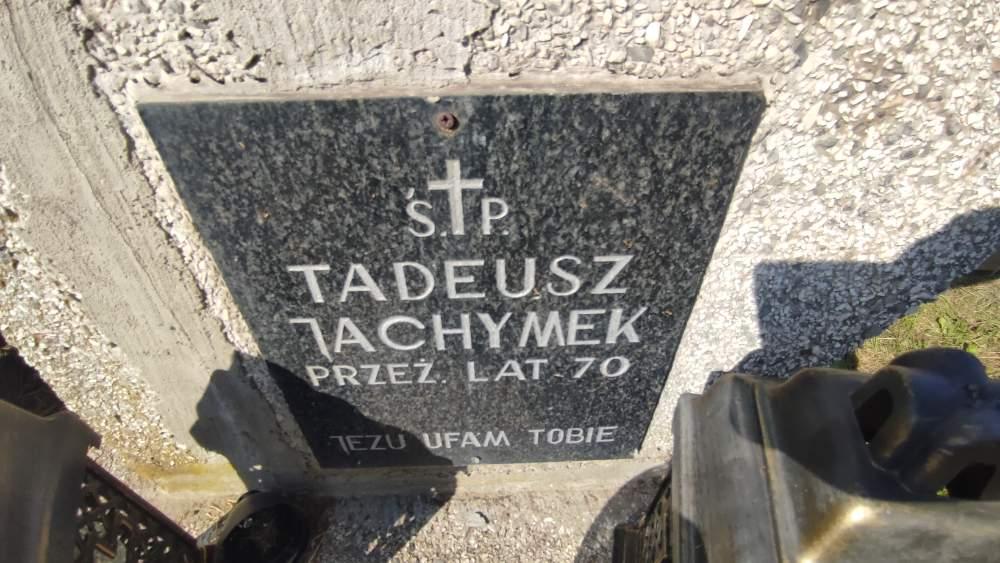 Ś.P.
TADEUSZ
JACHYMEK
PRZEŻ. LAT 70
JEZU UFAM TOBIE